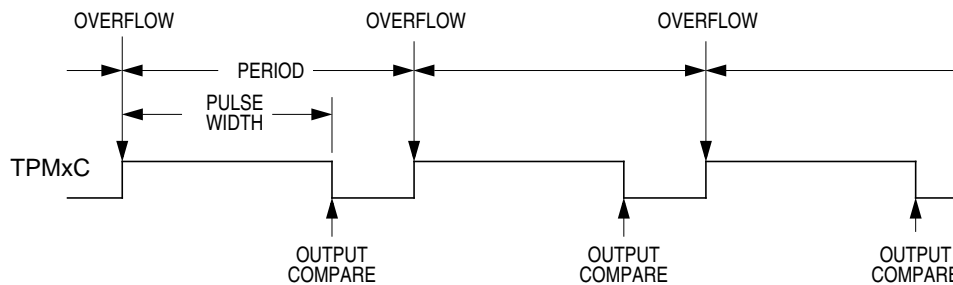 OVERFLOW
OVERFLOW
OVERFLOW
PERIOD
PULSE
WIDTH
TPMxC
OUTPUT
COMPARE
OUTPUT
COMPARE
OUTPUT
COMPARE